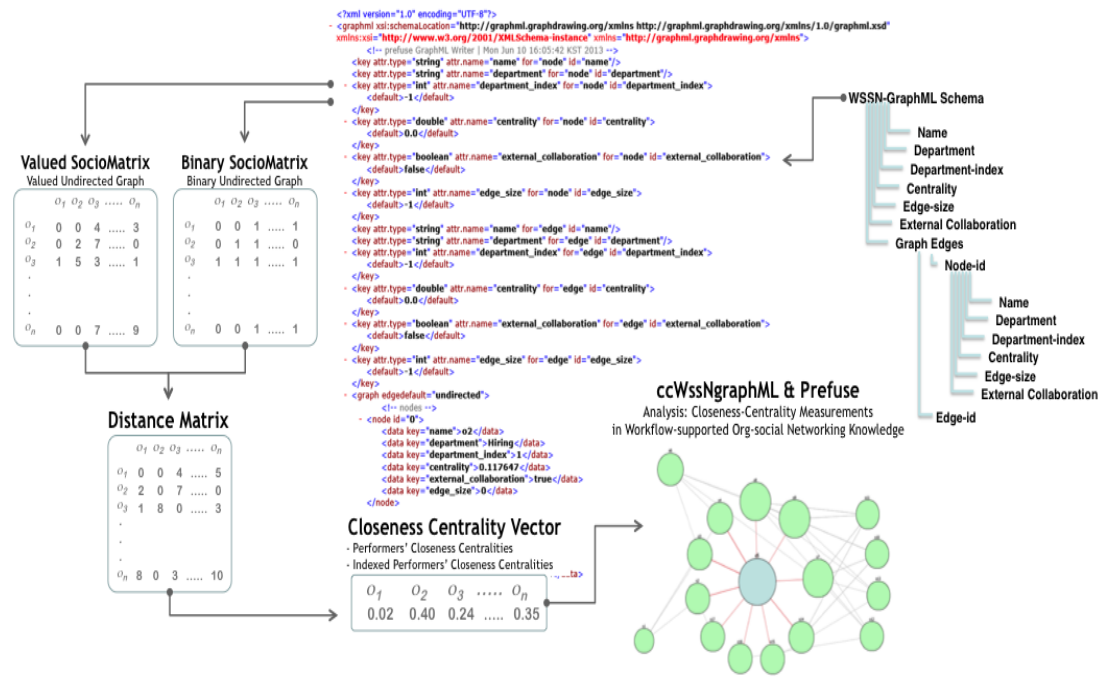 <?xml version="1.0" encoding="UTF-8"?>
- <graphml xsi:schemaLocation="http://graphml.graphdrawing.org/xmlns http://graphml.graphdrawing.org/xmlns/1.0/graphml.xsd"
xmlns:xsi="http://www.w3.org/2001/XMLSchema-instance" xmlns="http://graphml.graphdrawing.org/xmlns">
<!-- prefuse GraphML Writer | Mon Jun 10 16:05:42 KST 2013 -->
<key attr.type="string" attr.name="name" for="node" id="name"/>
<key attr.type="string" attr.name="department" for="node" id="department"/>
- <key attr.type="int" attr.name="department_index" for="node" id="department_index">
<default>-1</default>
</key>
- <key attr.type="double" attr.name="centrality" for="node" id="centrality">
<default>0.0</default>
</key>
- <key attr.type="boolean" attr.name="external_collaboration" for="node" id="external_collaboration">
<default>false</default>
</key>
- <key attr.type="int" attr.name="edge_size" for="node" id="edge_size">
<default>-1</default>
</key>
<key attr.type="string" attr.name="name" for="edge" id="name"/>
<key attr.type="string" attr.name="department" for="edge" id="department"/>
- <key attr.type="int" attr.name="department_index" for="edge" id="department_index">
<default>-1</default>
</key>
- <key attr.type="double" attr.name="centrality" for="edge" id="centrality">
<default>0.0</default>
</key>
- <key attr.type="boolean" attr.name="external_collaboration" for="edge" id="external_collaboration">
<default>false</default>
</key>
- <key attr.type="int" attr.name="edge_size" for="edge" id="edge_size">
<default>-1</default>
</key>
- <graph edgedefault="undirected">
<!-- nodes -->
- <node id="0">
<data key="name">o2</data>
<data key="department">Hiring</data>
<data key="department_index">1</data>
<data key="centrality">0.117647</data>
<data key="external_collaboration">true</data>
<data key="edge_size">0</data>
</node>
Valued SocioMatrix
Valued Undirected Graph
O1 O2 O3 ..... On
O1 0 0 4 ..... 3
O2 0 2 7 ..... 0
O3 1 5 3 ..... 1
.
.
.
On 0 0 7 ..... 9
Binary SocioMatrix
Binary Undirected Graph
O1 O2 O3 ..... On
O1 0 0 1 ..... 1
O2 0 1 1 ..... 0
O3 1 1 1 ..... 1
.
.
.
On 0 0 1 ..... 1
Distance Matrix
O1 O2 O3 ..... On
O1 0 0 4 ..... 5
O2 2 0 7 ..... 0
O3 1 8 0 ..... 3
.
.
.
On 8 0 3 ..... 10
Closeness Centrality Vector
- Performers' Closeness Centralities
- Indexed Performers' Closeness Centralities
O1 O2 O3 ..... On
0.02 0.40 0.24 ..... 0.35
WSSN-GraphML Schema
Name
Department
Department-index
Centrality
Edge-size
External Collaboration
Graph Edges
Node-id
Name
Department
Department-index
Centrality
Edge-size
External Collaboration
Edge-id
ccWssNgraphML & Prefuse
Analysis: Closeness-Centrality Measurements
in Workflow-supported Org-social Networking Knowledge